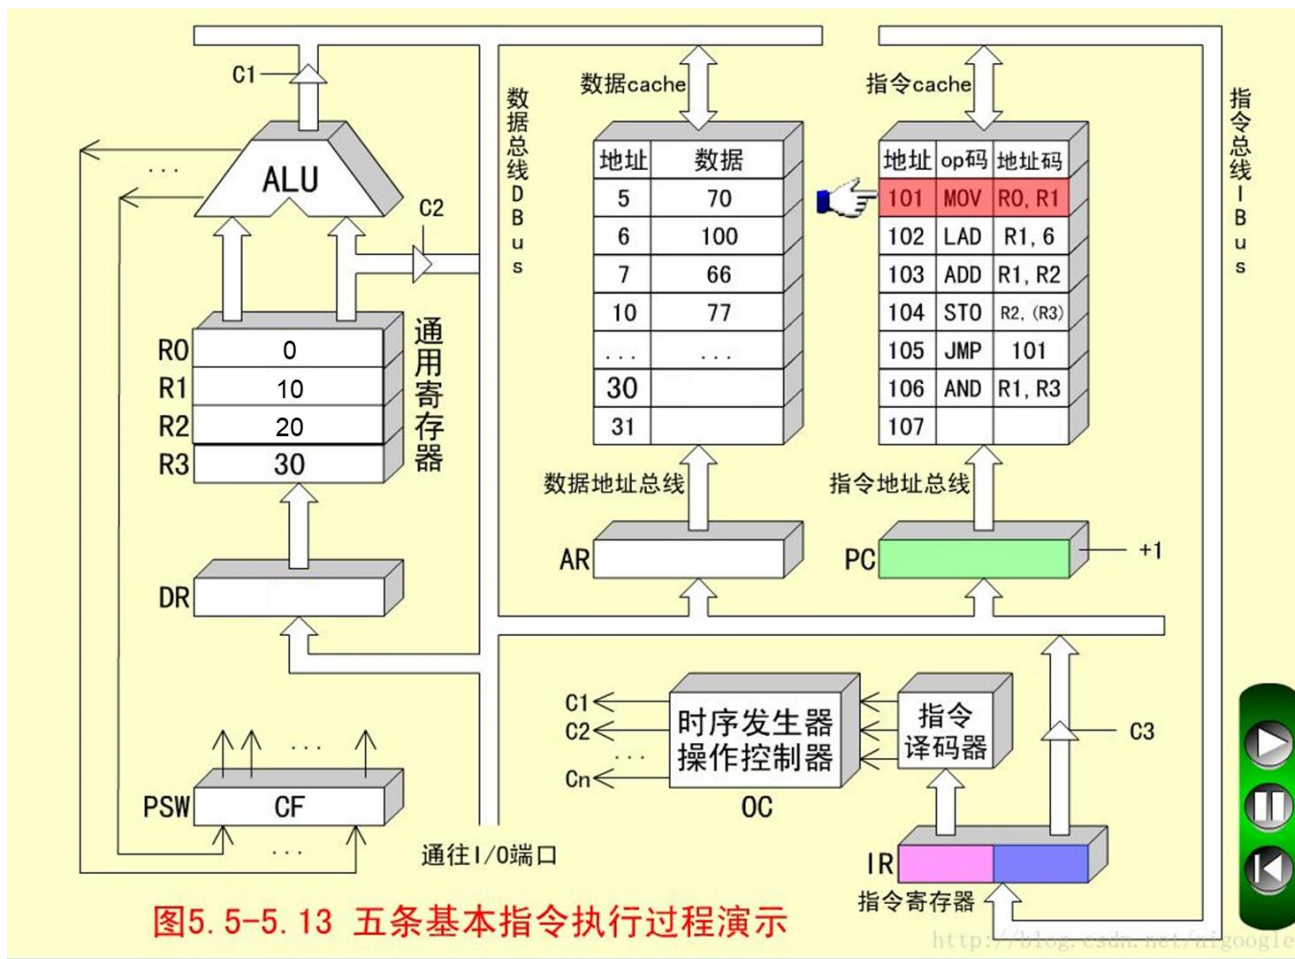 C1
数据cache
指令cache
数据总线DBus
指令总线IBus
ALU
C2
地址 数据
5 70
6 100
7 66
10 77
... ...
30
31
地址 op码 地址码
101 MOV R0, R1
102 LAD R1, 6
103 ADD R1, R2
104 STO R2, (R3)
105 JMP 101
106 AND R1, R3
107
...
通用寄存器
R0 0
R1 10
R2 20
R3 30
数据地址总线
指令地址总线
AR
PC
+1
DR
C1
C2
...
Cn
时序发生器
操作控制器
OC
指令
译码器
C3
...
PSW CF
...
通往I/O端口
IR
指令寄存器
图5.5-5.13 五条基本指令执行过程演示
http://blog.csdn.net/aigoogle